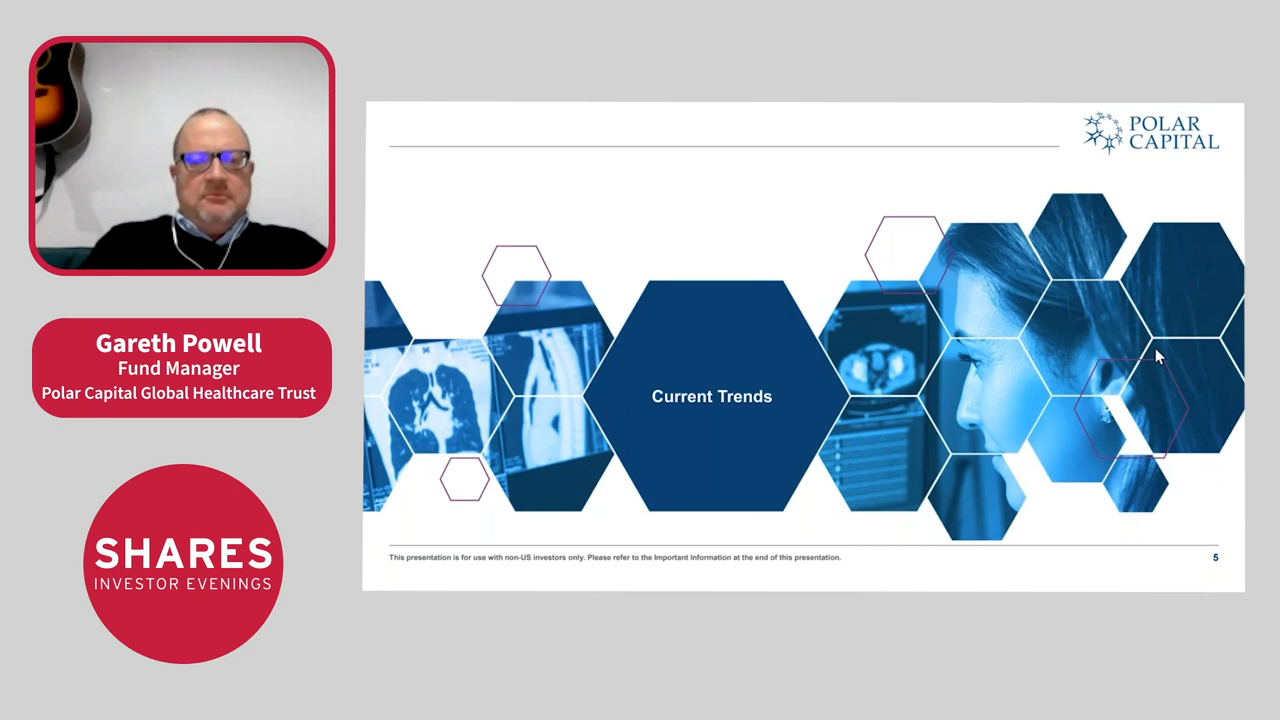 Gareth Powell
Fund Manager
Polar Capital Global Healthcare Trust
SHARES
INVESTOR EVENINGS
POLAR
CAPITAL
Current Trends
This presentation is for use with non-US investors only. Please refer to the Important Information at the end of this presentation.
5